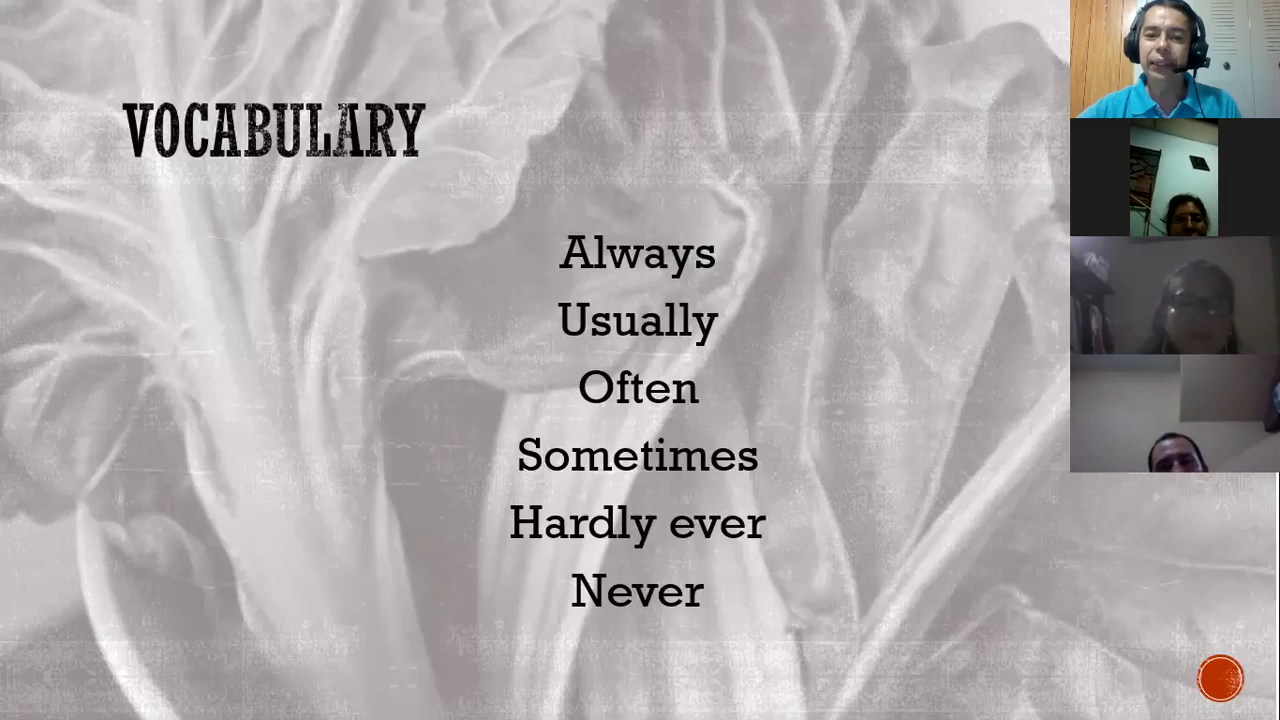 VOCABULARY
Always
Usually
Often
Sometimes
Hardly ever
Never